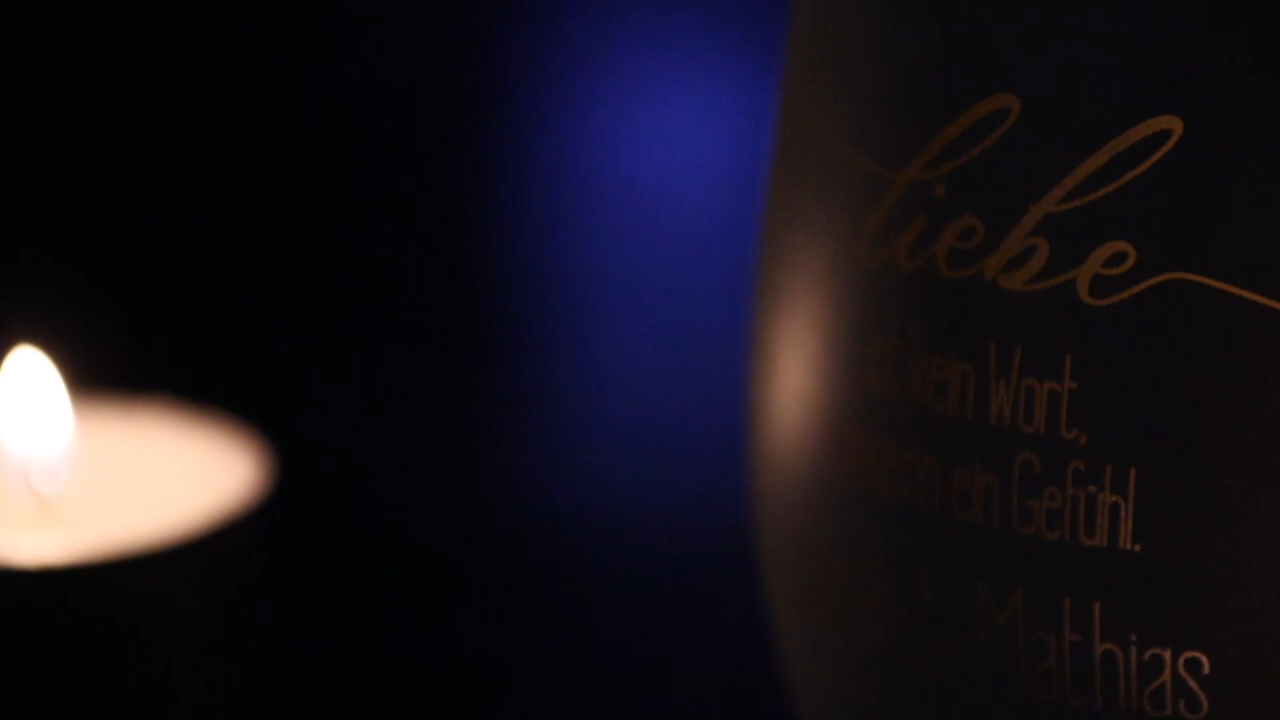 liebe
kein Wort,
ein Gefühl.
Mathias